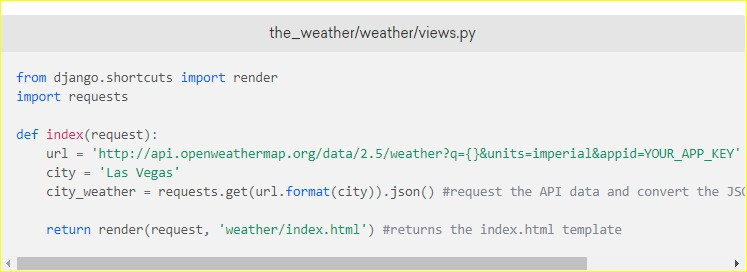 the_weather/weather/views.py
from django.shortcuts import render
import requests
def index(request):
    url = 'http://api.openweathermap.org/data/2.5/weather?q={}&units=imperial&appid=YOUR_APP_KEY'
    city = 'Las Vegas'
    city_weather = requests.get(url.format(city)).json() #request the API data and convert the JSO
    return render(request, 'weather/index.html') #returns the index.html template